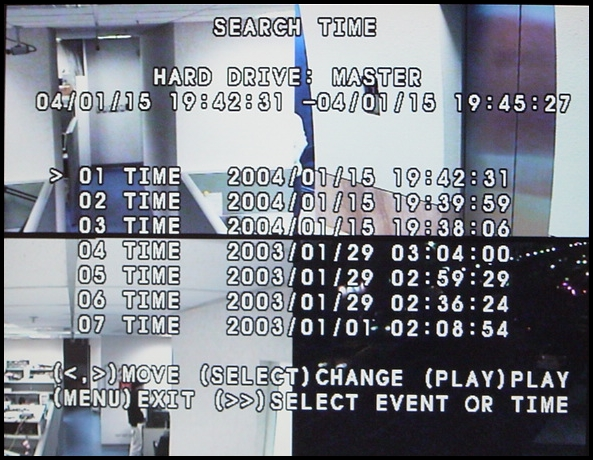 SEARCH TIME
HARD DRIVE: MASTER
04/01/15 19:42:31 -04/01/15 19:45:27
> 01 TIME 2004/01/15 19:42:31
02 TIME 2004/01/15 19:39:59
03 TIME 2004/01/15 19:38:06
04 TIME 2003/01/29 03:04:00
05 TIME 2003/01/29 02:59:29
06 TIME 2003/01/29 02:36:24
07 TIME 2003/01/01 02:08:54
(<,>)MOVE (SELECT)CHANGE (PLAY)PLAY
(MENU)EXIT (>>)SELECT EVENT OR TIME